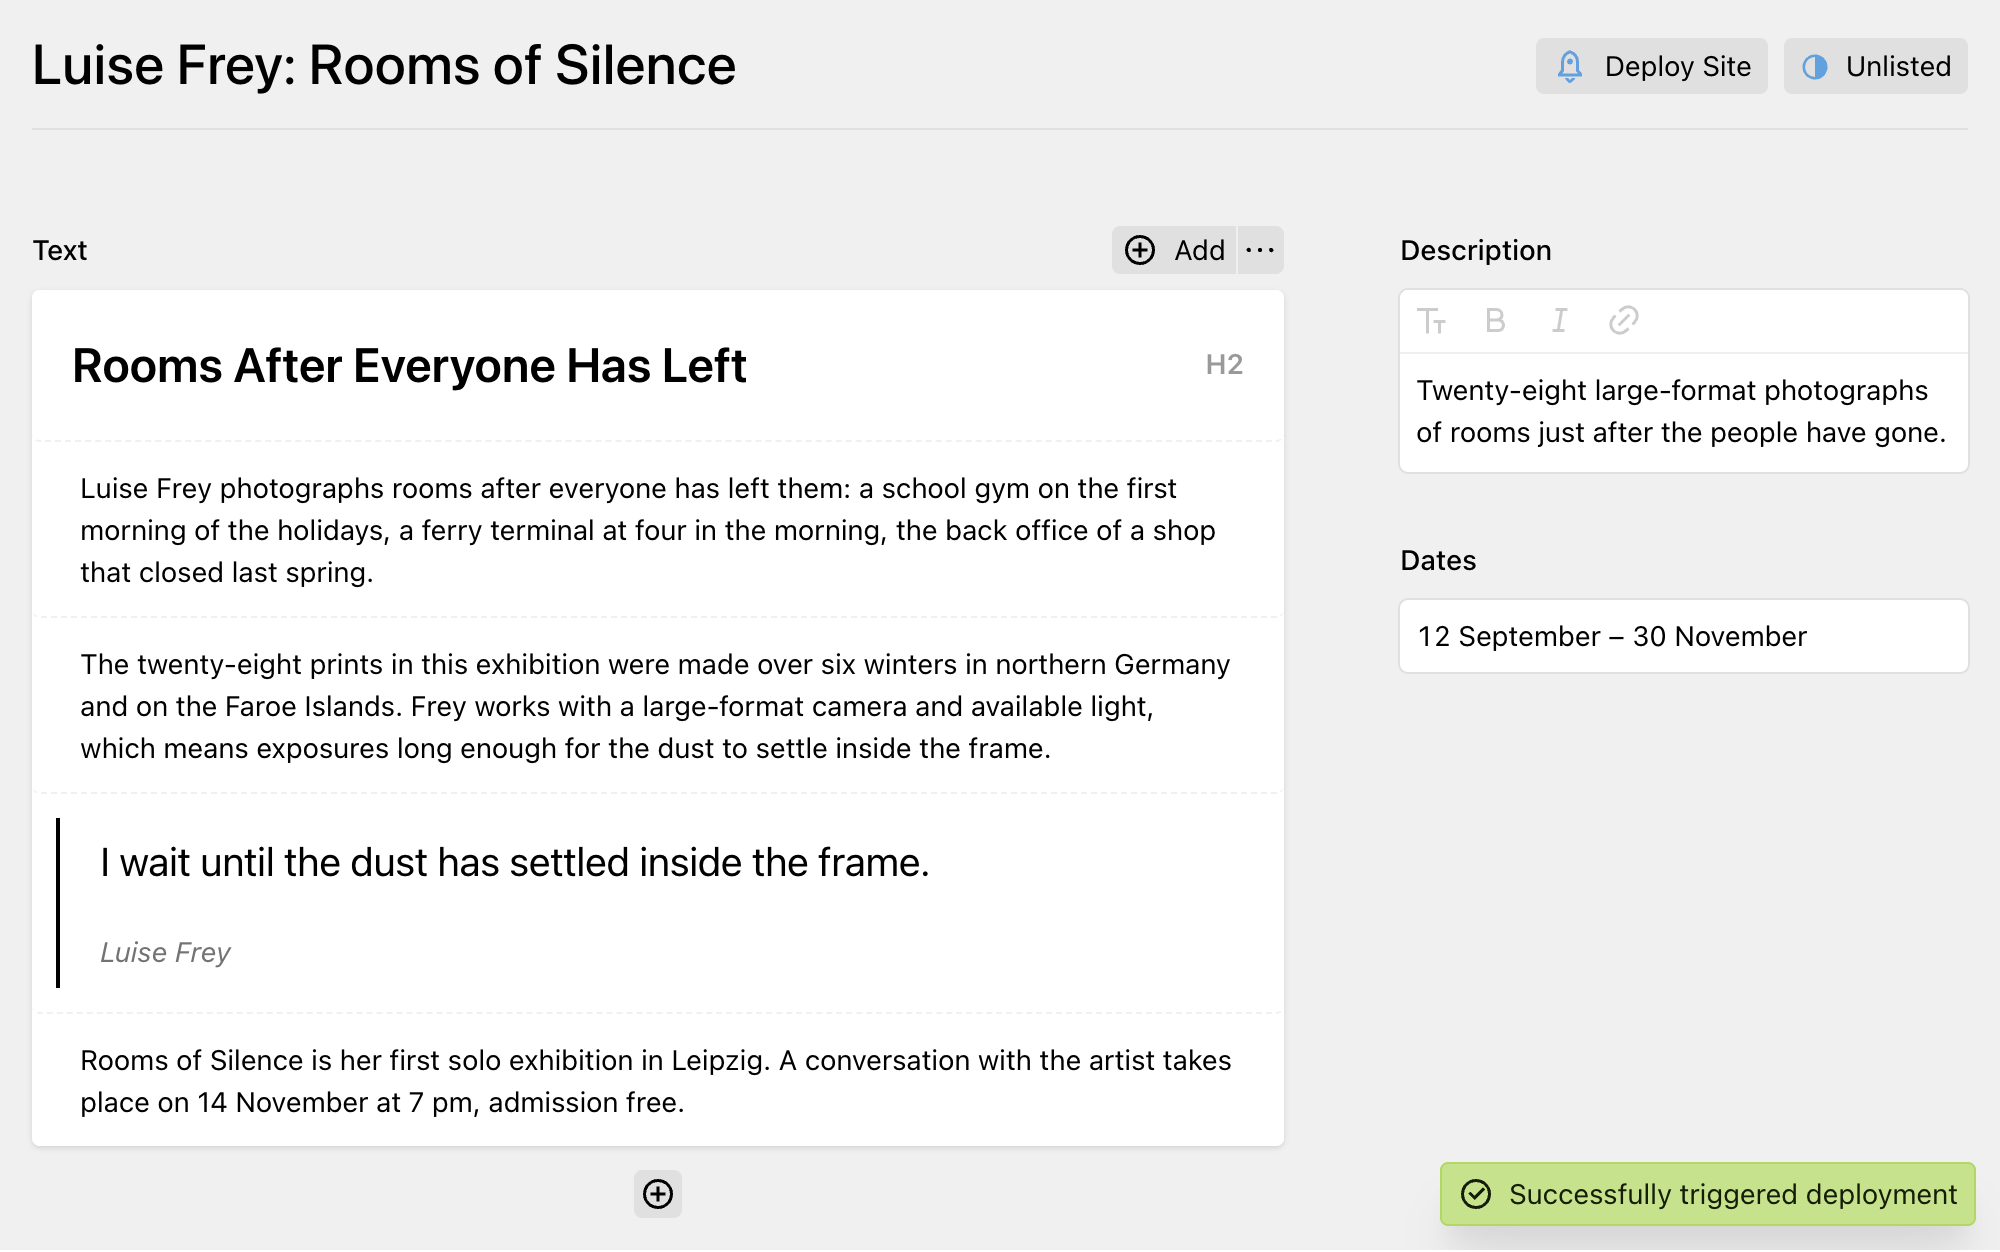 Luise Frey: Rooms of Silence
Deploy Site
Unlisted
Text
Add
Rooms After Everyone Has Left
H2
Luise Frey photographs rooms after everyone has left them: a school gym on the first
morning of the holidays, a ferry terminal at four in the morning, the back office of a shop
that closed last spring.
The twenty-eight prints in this exhibition were made over six winters in northern Germany
and on the Faroe Islands. Frey works with a large-format camera and available light,
which means exposures long enough for the dust to settle inside the frame.
I wait until the dust has settled inside the frame.
Luise Frey
Rooms of Silence is her first solo exhibition in Leipzig. A conversation with the artist takes
place on 14 November at 7 pm, admission free.
Description
Twenty-eight large-format photographs
of rooms just after the people have gone.
Dates
12 September – 30 November
Successfully triggered deployment